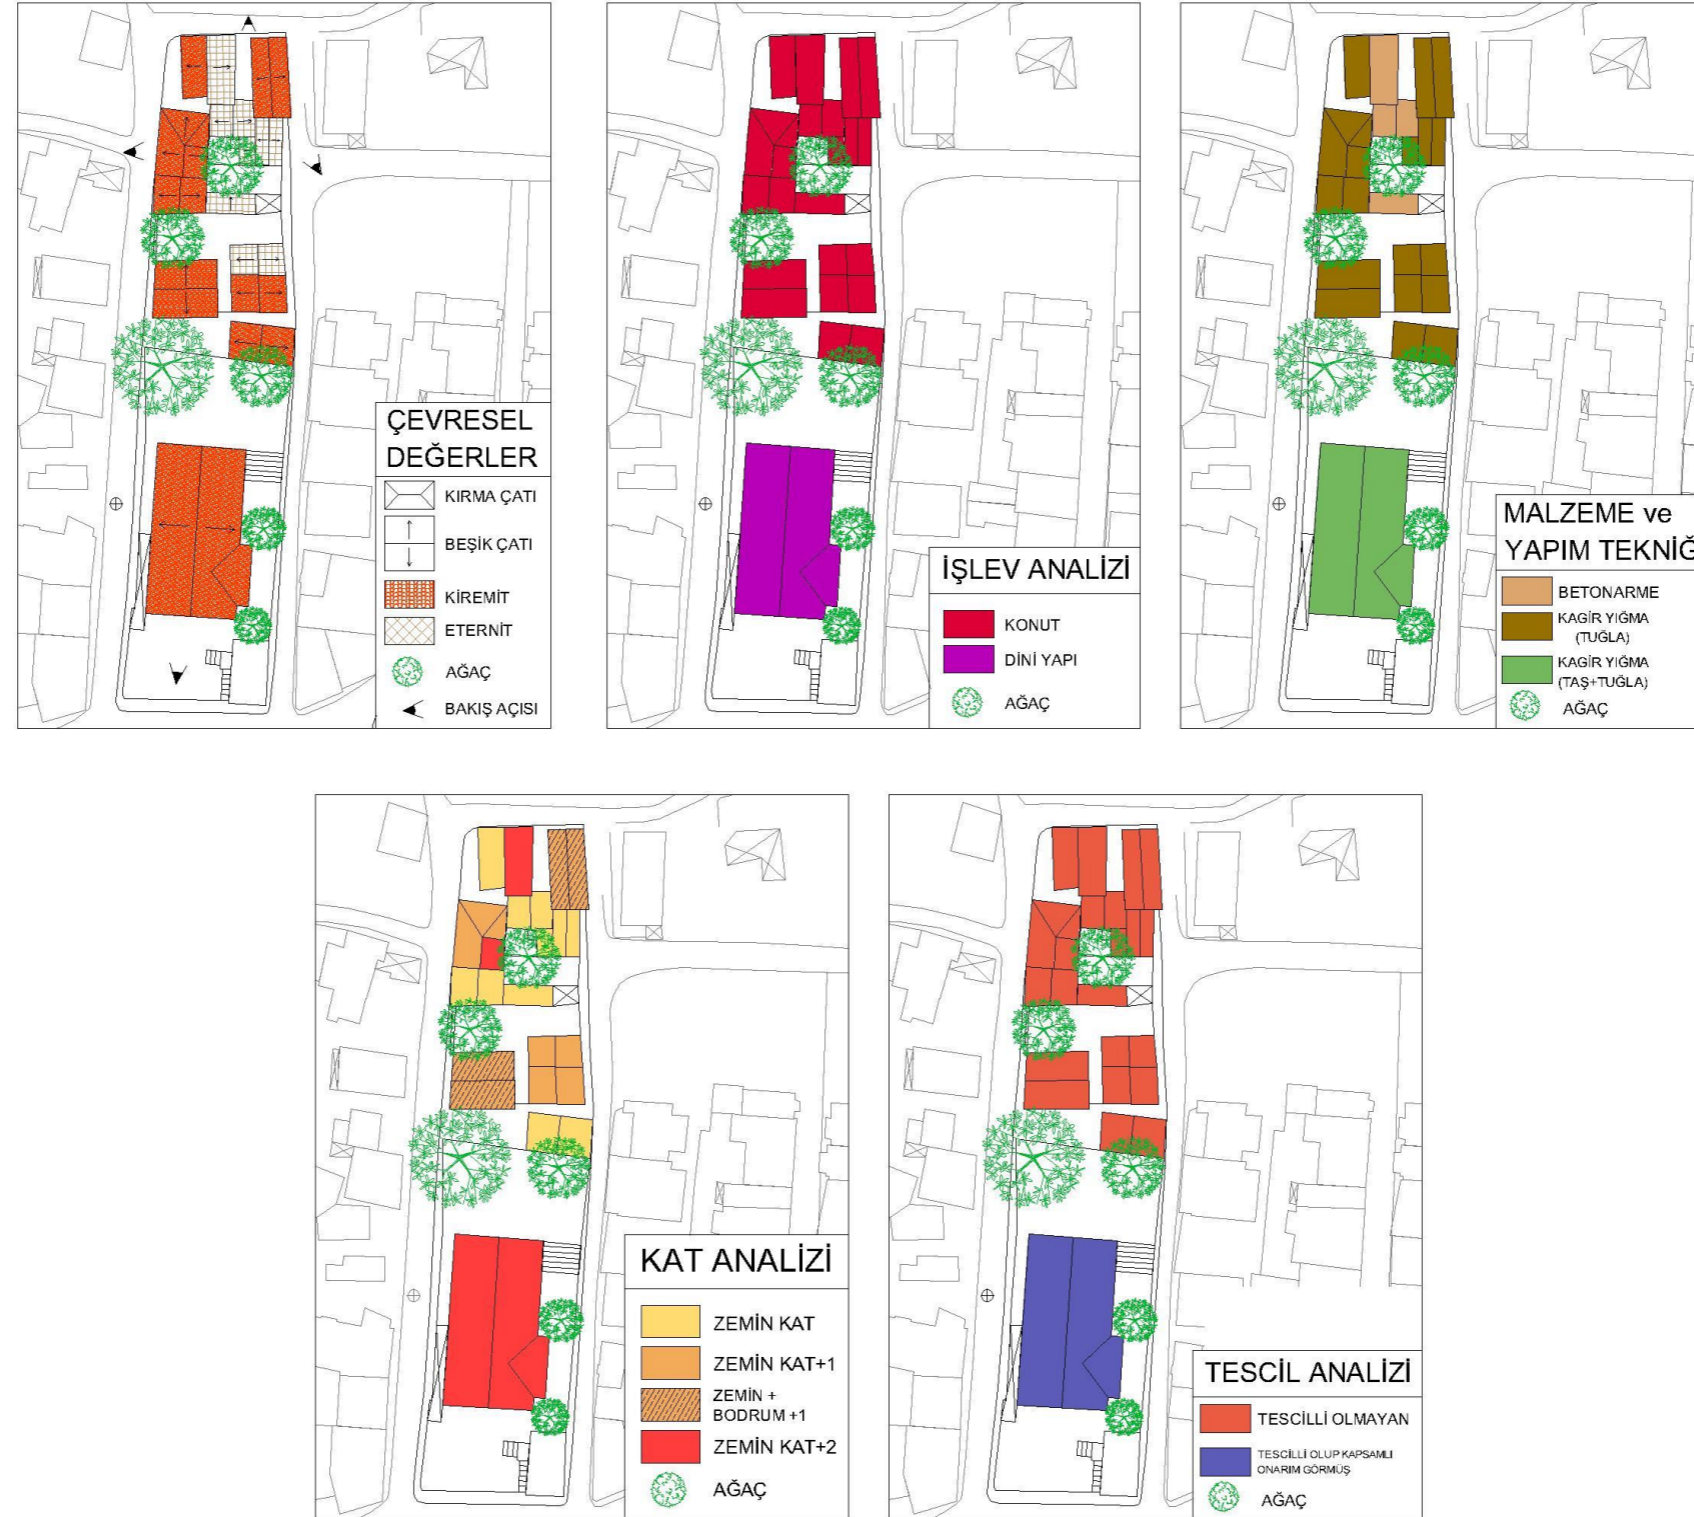 ÇEVRESEL
DEĞERLER
KIRMA ÇATI
BEŞİK ÇATI
KİREMİT
ETERNİT
AĞAÇ
BAKIŞ AÇISI
İŞLEV ANALİZİ
KONUT
DİNİ YAPI
AĞAÇ
MALZEME ve
YAPIM TEKNİĞ
BETONARME
KAGİR YIĞMA
(TUĞLA)
KAGİR YIĞMA
(TAŞ+TUĞLA)
AĞAÇ
KAT ANALİZİ
ZEMİN KAT
ZEMİN KAT+1
ZEMİN +
BODRUM +1
ZEMİN KAT+2
AĞAÇ
TESCİL ANALİZİ
TESCİLLİ OLMAYAN
TESCİLLİ OLUP KAPSAMLI
ONARIM GÖRMÜŞ
AĞAÇ